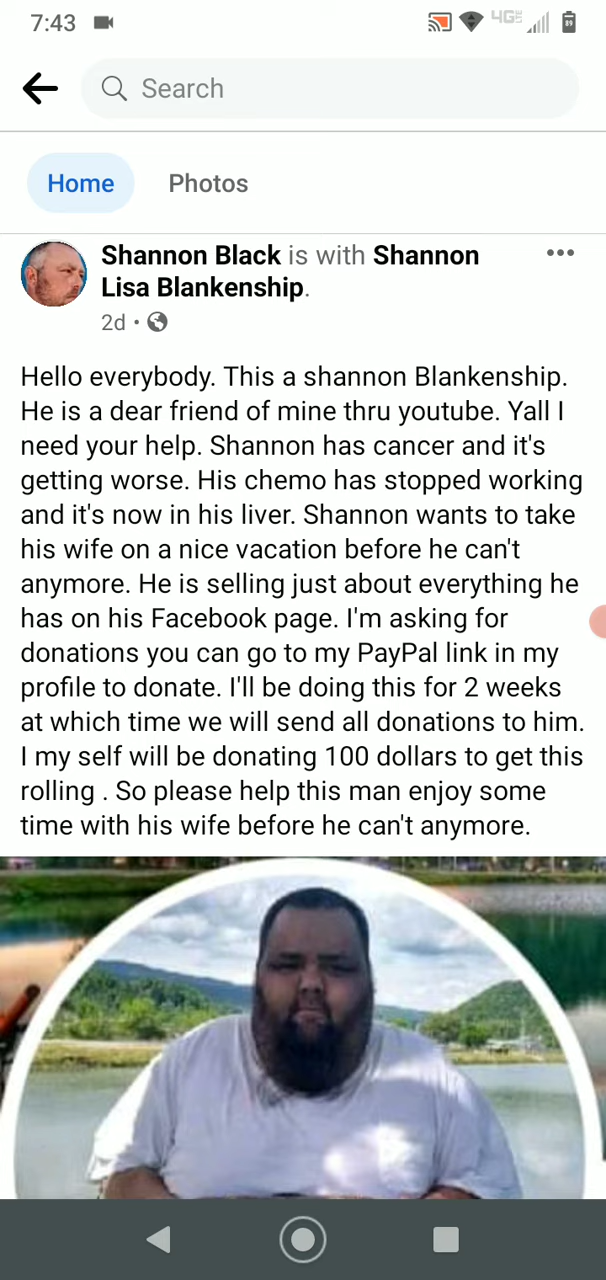 7:43 4G 89
Search
Home Photos
Shannon Black is with Shannon
Lisa Blankenship.
2d •
Hello everybody. This a shannon Blankenship.
He is a dear friend of mine thru youtube. Yall I
need your help. Shannon has cancer and it's
getting worse. His chemo has stopped working
and it's now in his liver. Shannon wants to take
his wife on a nice vacation before he can't
anymore. He is selling just about everything he
has on his Facebook page. I'm asking for
donations you can go to my PayPal link in my
profile to donate. I'll be doing this for 2 weeks
at which time we will send all donations to him.
I my self will be donating 100 dollars to get this
rolling . So please help this man enjoy some
time with his wife before he can't anymore.